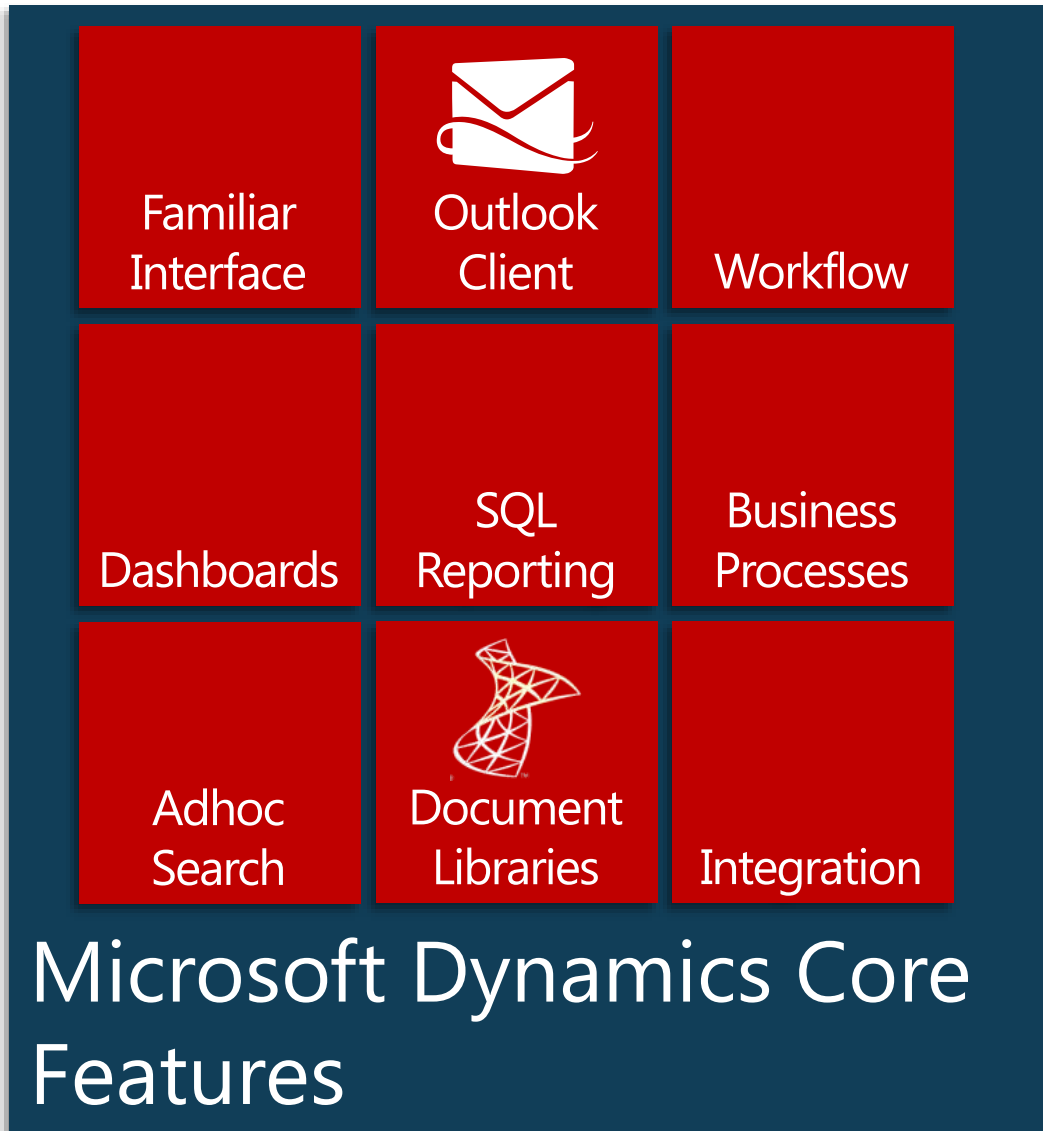 Familiar
Interface
Outlook
Client
Workflow
Dashboards
SQL
Reporting
Business
Processes
Adhoc
Search
Document
Libraries
Integration
Microsoft Dynamics Core
Features